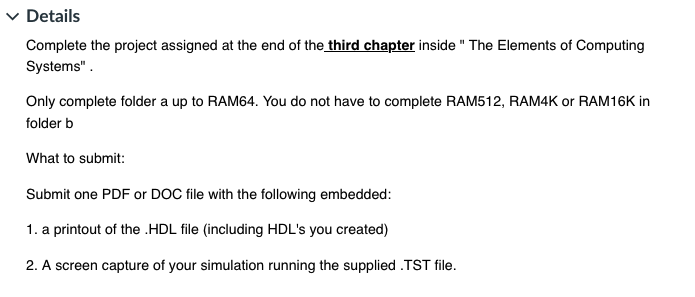 Details
Complete the project assigned at the end of the third chapter inside " The Elements of Computing
Systems" .
Only complete folder a up to RAM64. You do not have to complete RAM512, RAM4K or RAM16K in
folder b
What to submit:
Submit one PDF or DOC file with the following embedded:
1. a printout of the .HDL file (including HDL's you created)
2. A screen capture of your simulation running the supplied .TST file.